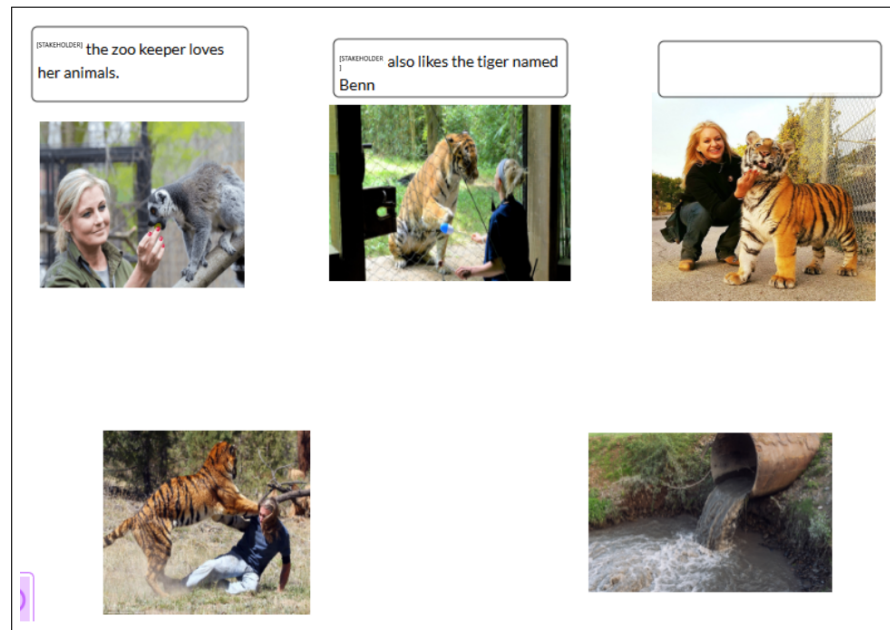 [STAKEHOLDER] the zoo keeper loves
her animals.
[STAKEHOLDER
] also likes the tiger named
Benn